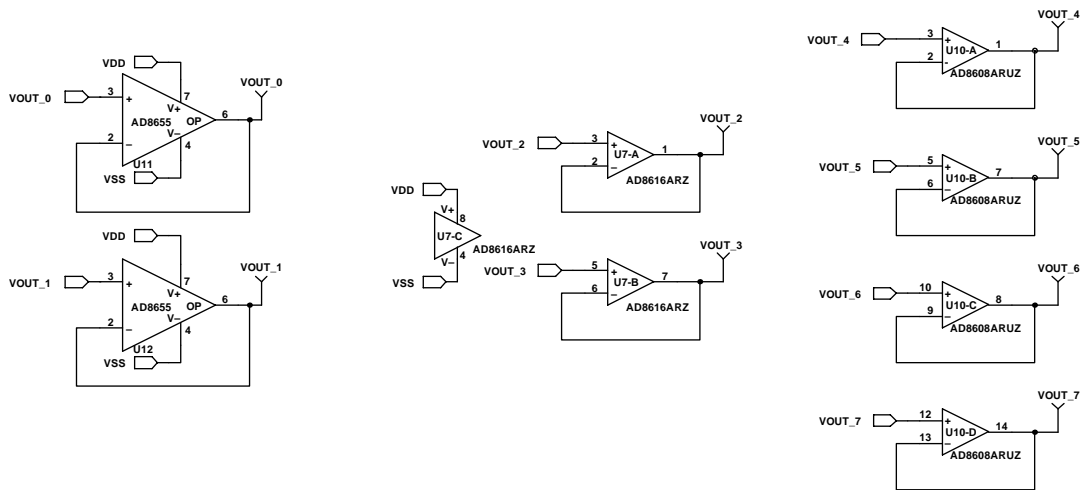 VDD
VOUT_0
3
+
7
V+
AD8655
OP
6
VOUT_0
V–
2
–
4
U11
VSS
VDD
VOUT_1
3
+
7
V+
AD8655
OP
6
VOUT_1
V–
2
–
4
U12
VSS
VDD
V+
8
U7-C
AD8616ARZ
V–
4
VSS
VOUT_2
3
+
U7-A
1
VOUT_2
2
–
AD8616ARZ
VOUT_3
5
+
U7-B
7
VOUT_3
6
–
AD8616ARZ
VOUT_4
3
+
U10-A
1
VOUT_4
2
-
AD8608ARUZ
VOUT_5
5
+
U10-B
7
VOUT_5
6
–
AD8608ARUZ
VOUT_6
10
+
U10-C
8
VOUT_6
9
–
AD8608ARUZ
VOUT_7
12
+
U10-D
14
VOUT_7
13
–
AD8608ARUZ